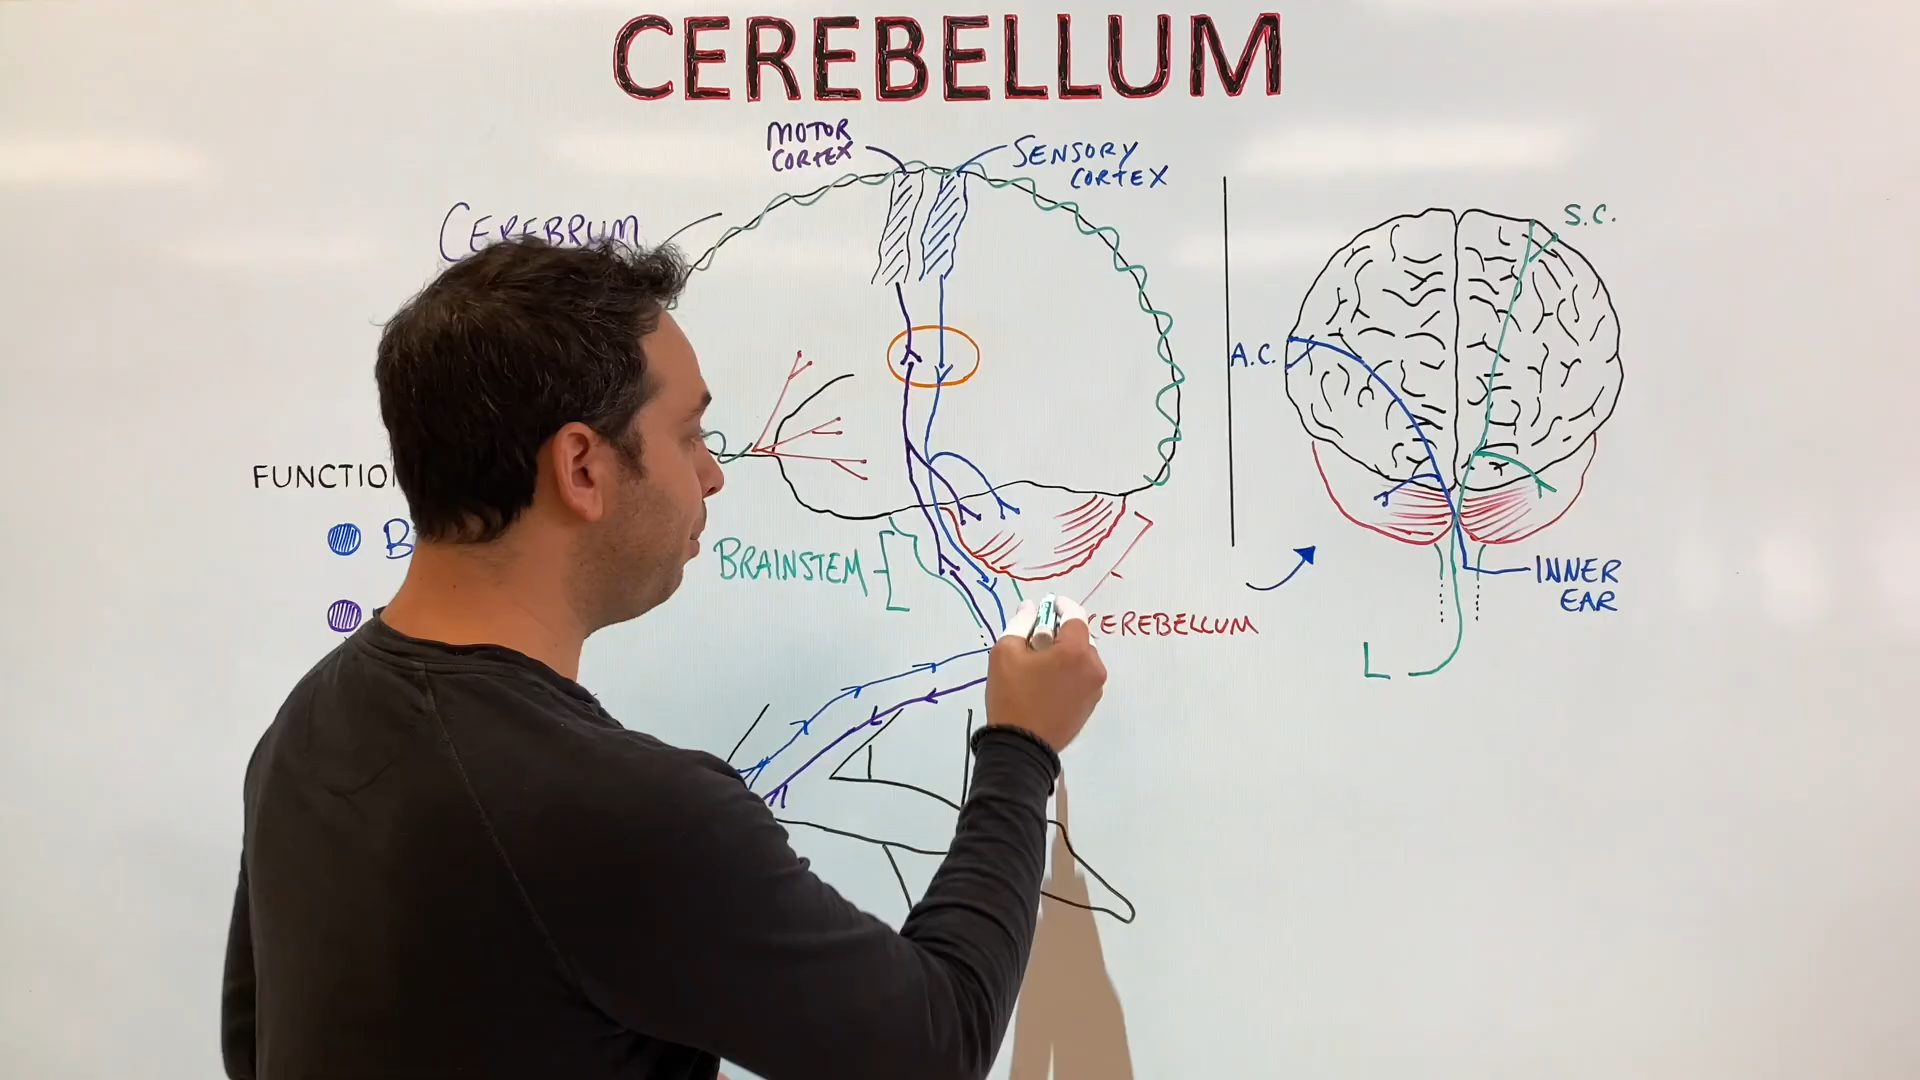 CEREBELLUM
MOTOR
CORTEX
SENSORY
CORTEX
CEREBRUM
S.C.
A.C.
FUNCTIO
B
BRAINSTEM
CEREBELLUM
INNER
EAR
L